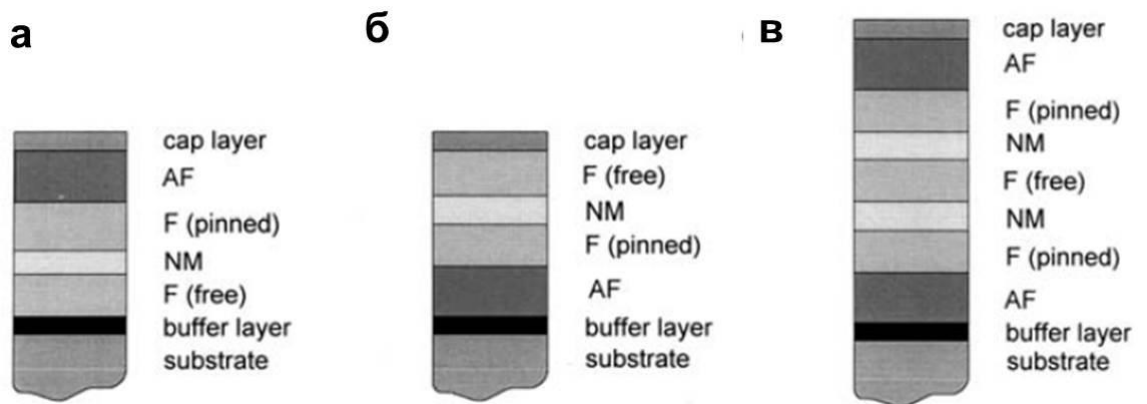 а
cap layer
AF
F (pinned)
NM
F (free)
buffer layer
substrate
б
cap layer
F (free)
NM
F (pinned)
AF
buffer layer
substrate
в
cap layer
AF
F (pinned)
NM
F (free)
NM
F (pinned)
AF
buffer layer
substrate